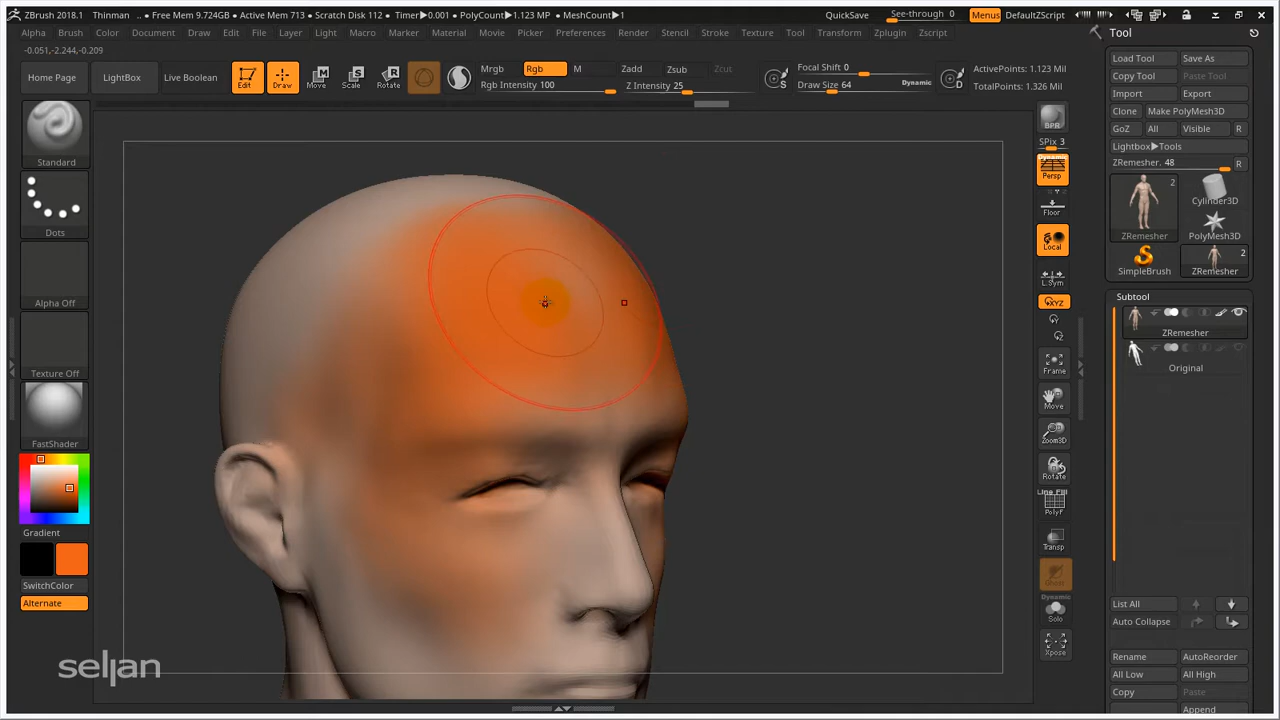 ZBrush 2018.1 Thinman .. • Free Mem 9.724GB • Active Mem 713 • Scratch Disk 112 • Timer▶0.001 • PolyCount▶1.123 MP • MeshCount▶1 QuickSave See-through 0 Menus DefaultZScript
Alpha Brush Color Document Draw Edit File Layer Light Macro Marker Material Movie Picker Preferences Render Stencil Stroke Texture Tool Transform Zplugin Zscript
-0.051,-2.244,-0.209
Home Page LightBox Live Boolean Edit Draw Move Scale Rotate
Mrgb Rgb M Zadd Zsub Zcut
Rgb Intensity 100 Z Intensity 25
S Focal Shift 0
Draw Size 64 Dynamic D
ActivePoints: 1.123 Mil
TotalPoints: 1.326 Mil
Standard
Dots
Alpha Off
Texture Off
FastShader
Gradient
SwitchColor
Alternate
BPR
SPix 3
Dynamic
Persp
Floor
Local
L.Sym
XYZ
Y
Z
Frame
Move
Zoom3D
Rotate
Line Fill
PolyF
Transp
Ghost
Dynamic
Solo
Xpose
Tool
Load Tool Save As
Copy Tool Paste Tool
Import Export
Clone Make PolyMesh3D
GoZ All Visible R
Lightbox▶Tools
ZRemesher. 48 R
2
ZRemesher
Cylinder3D
PolyMesh3D
SimpleBrush
2
ZRemesher
Subtool
ZRemesher
Original
List All
Auto Collapse
Rename AutoReorder
All Low All High
Copy Paste
Append
seljan